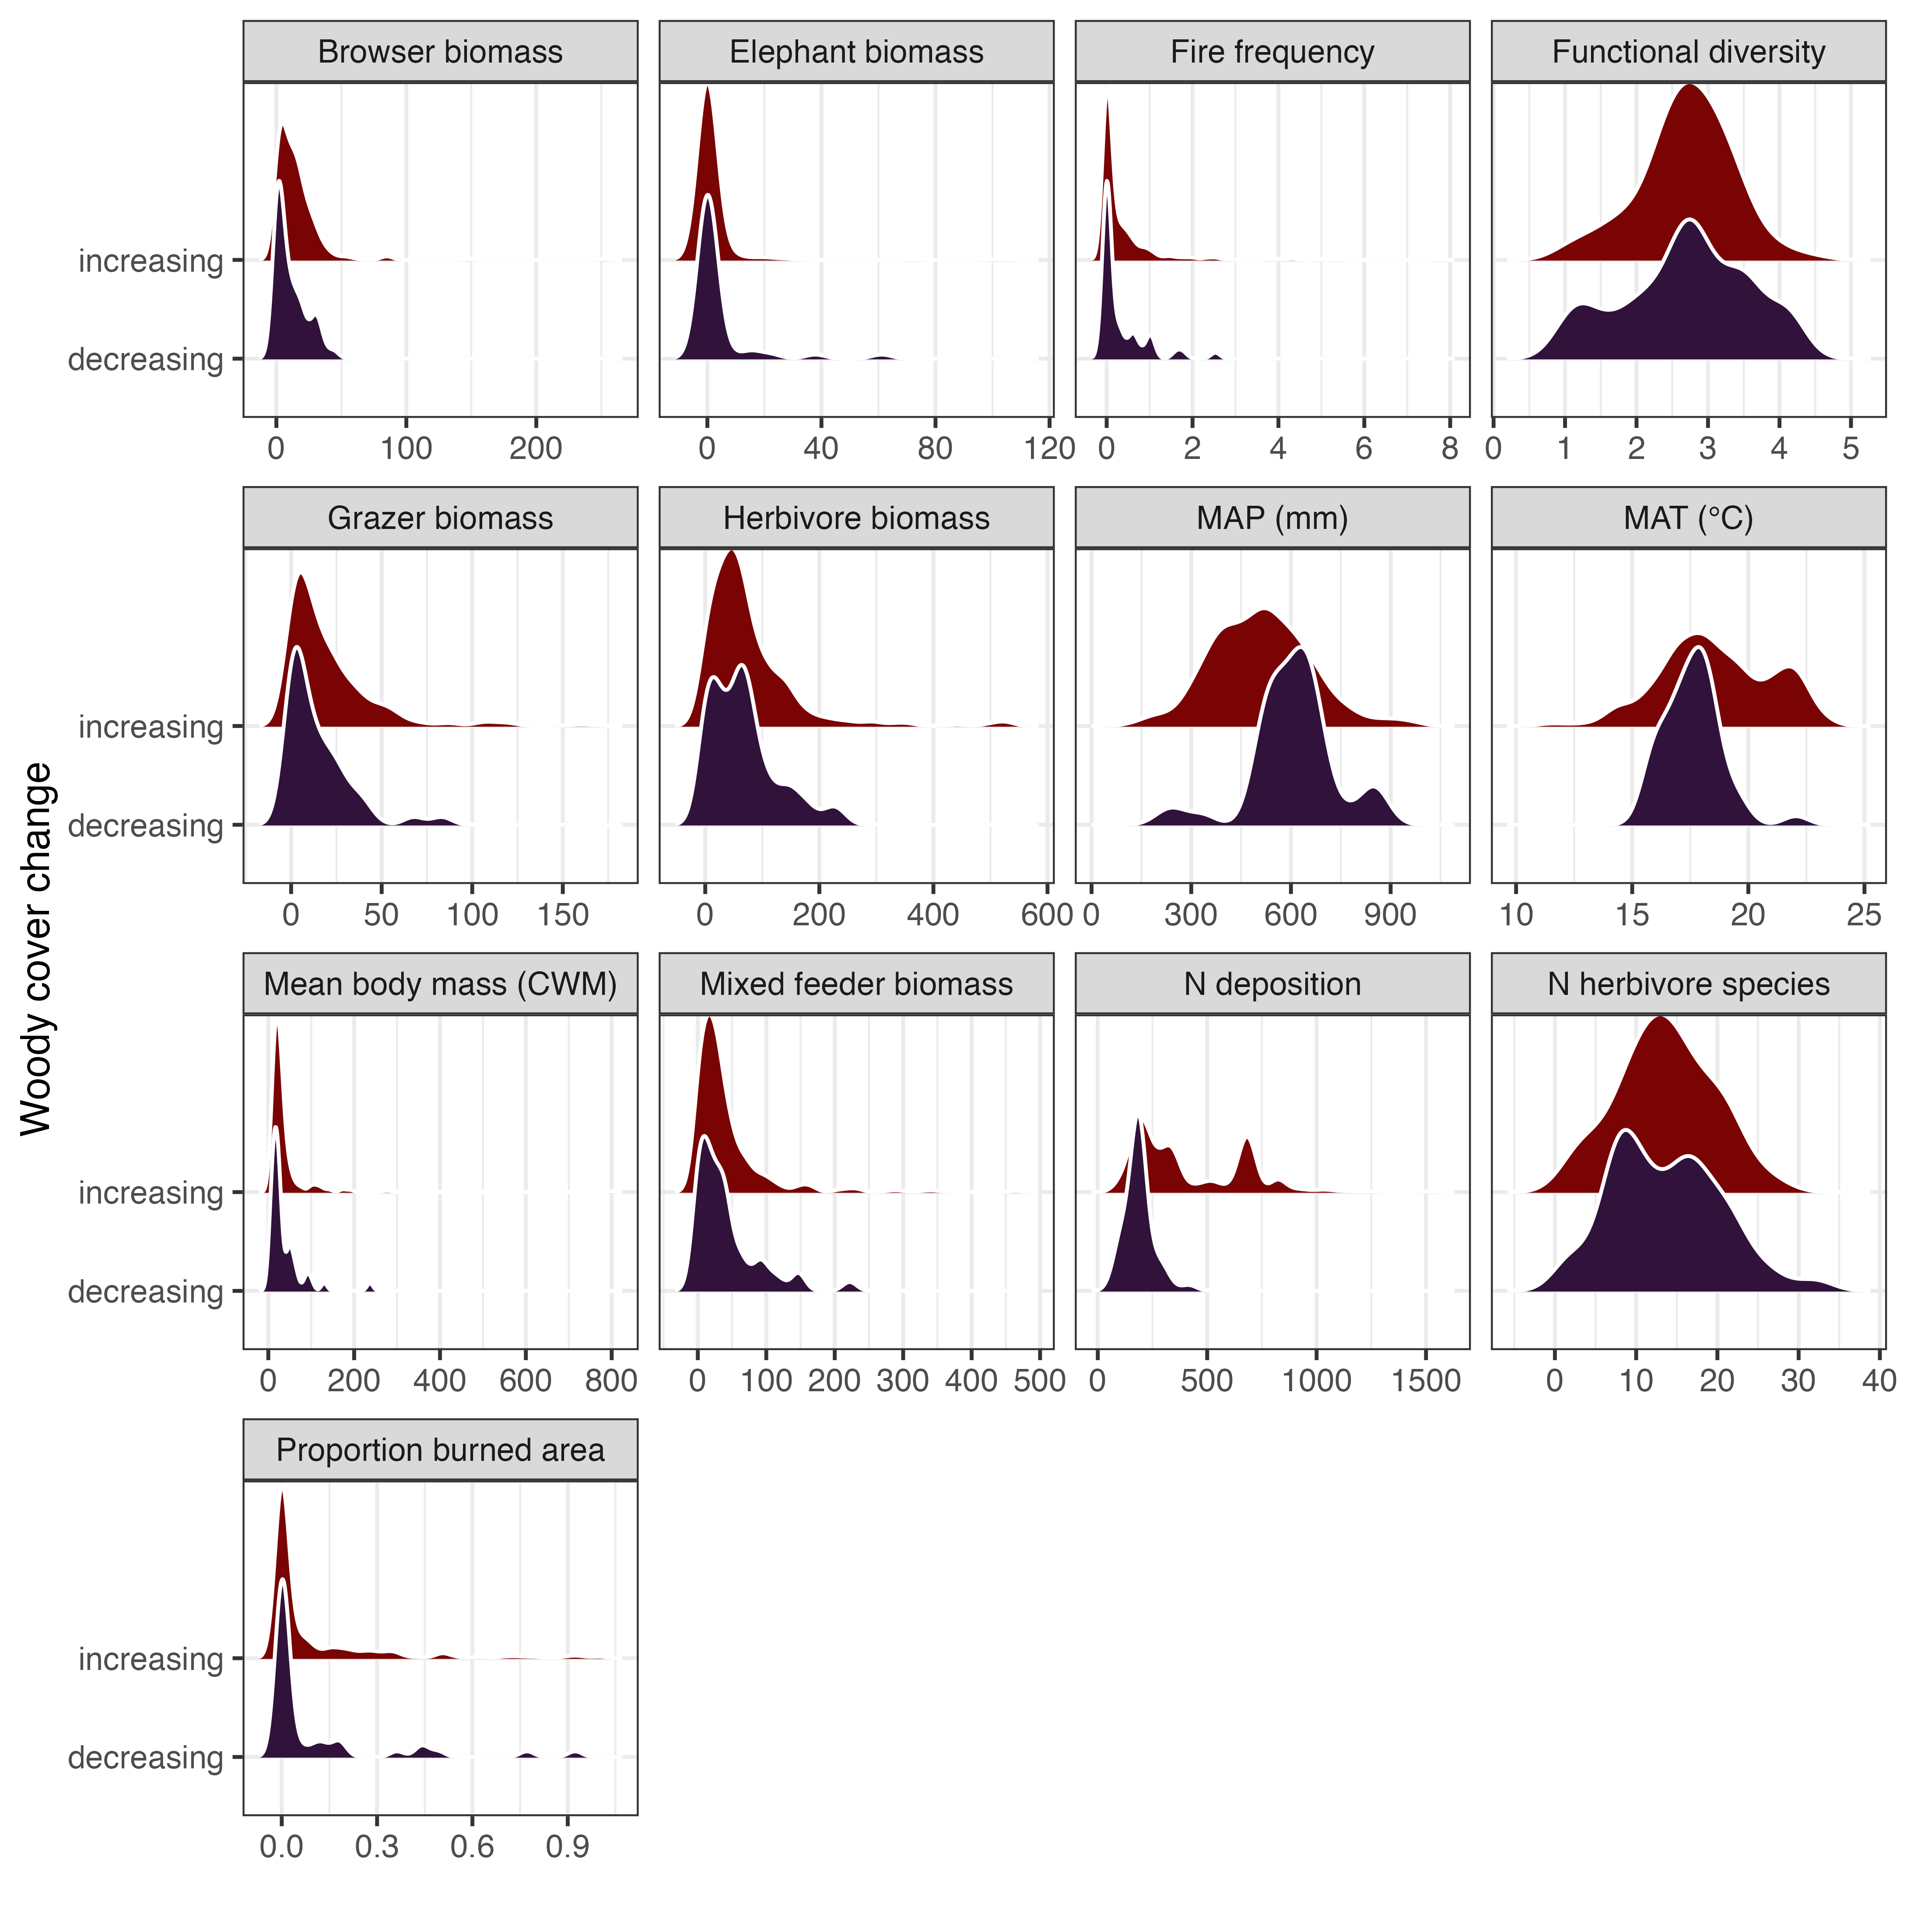 Browser biomass Elephant biomass Fire frequency Functional diversity
increasing
decreasing
0 100 200 0 40 80 120 0 2 4 6 8 0 1 2 3 4 5
Grazer biomass Herbivore biomass MAP (mm) MAT (°C)
increasing
decreasing
0 50 100 150 0 200 400 600 0 300 600 900 10 15 20 25
Woody cover change
Mean body mass (CWM) Mixed feeder biomass N deposition N herbivore species
increasing
decreasing
0 200 400 600 800 0 100 200 300 400 500 0 500 1000 1500 0 10 20 30 40
Proportion burned area
increasing
decreasing
0.0 0.3 0.6 0.9